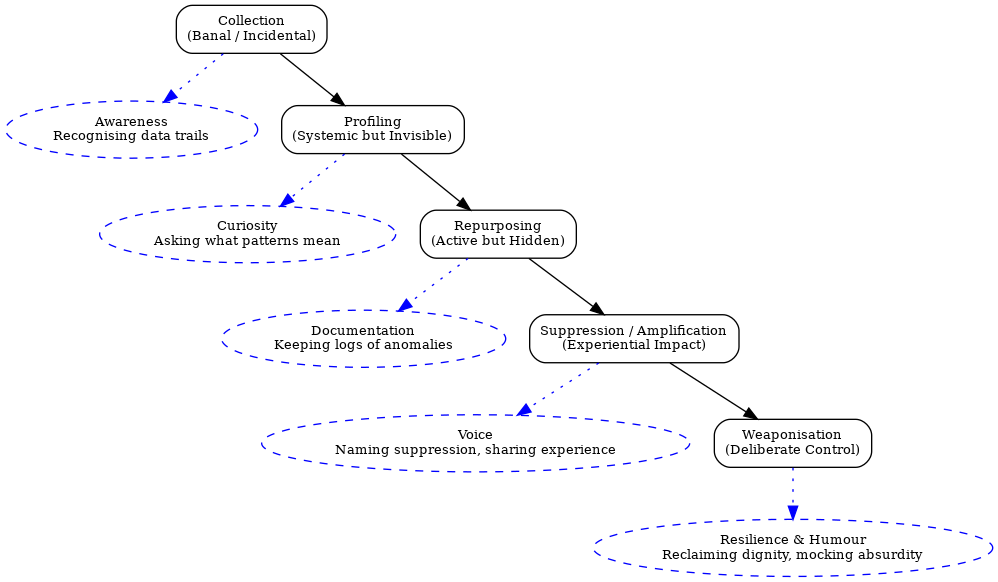 Collection
(Banal / Incidental)
Awareness
Recognising data trails
Profiling
(Systemic but Invisible)
Curiosity
Asking what patterns mean
Repurposing
(Active but Hidden)
Documentation
Keeping logs of anomalies
Suppression / Amplification
(Experiential Impact)
Voice
Naming suppression, sharing experience
Weaponisation
(Deliberate Control)
Resilience & Humour
Reclaiming dignity, mocking absurdity